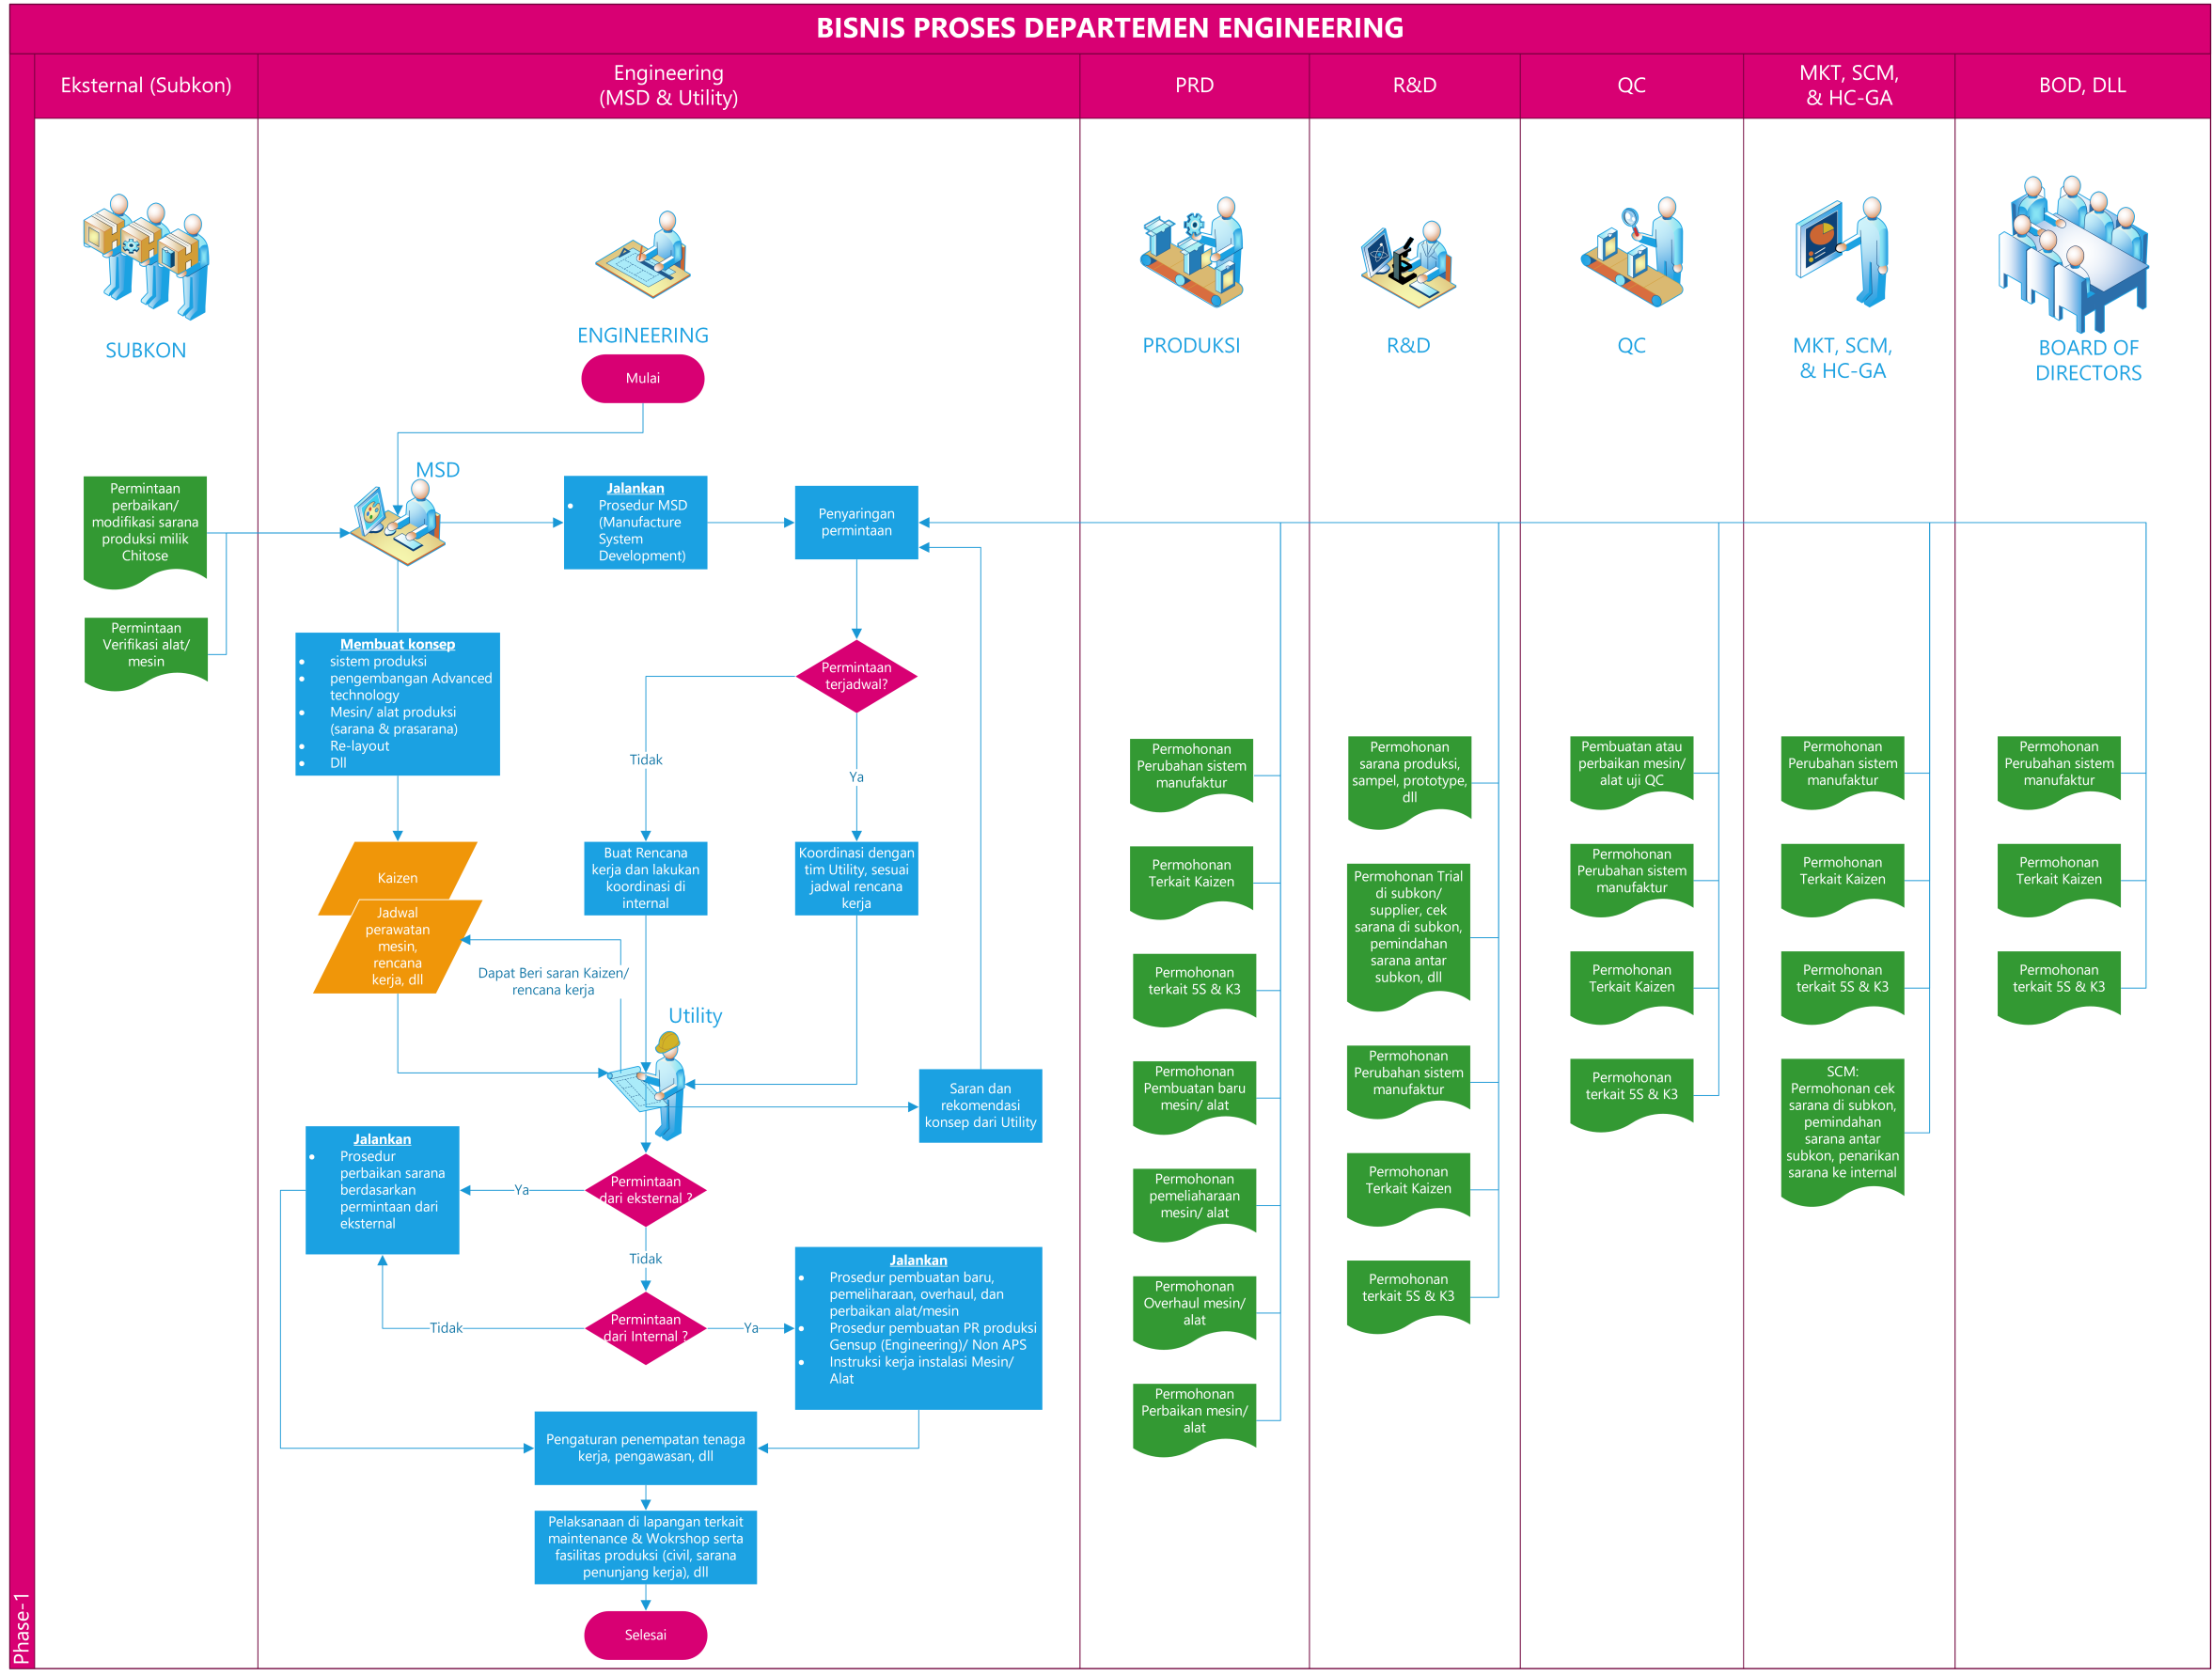 BISNIS PROSES DEPARTEMEN ENGINEERING
Eksternal (Subkon)
Engineering
(MSD & Utility)
PRD
R&D
QC
MKT, SCM,
& HC-GA
BOD, DLL
SUBKON
ENGINEERING
PRODUKSI
R&D
QC
MKT, SCM,
& HC-GA
BOARD OF
DIRECTORS
Mulai
MSD
Permintaan
perbaikan/
modifikasi sarana
produksi milik
Chitose
Permintaan
Verifikasi alat/
mesin
Jalankan
• Prosedur MSD
(Manufacture
System
Development)
Penyaringan
permintaan
Membuat konsep
• sistem produksi
• pengembangan Advanced
technology
• Mesin/ alat produksi
(sarana & prasarana)
• Re-layout
• Dll
Permintaan
terjadwal?
Tidak
Ya
Kaizen
Jadwal
perawatan
mesin,
rencana
kerja, dll
Buat Rencana
kerja dan lakukan
koordinasi di
internal
Koordinasi dengan
tim Utility, sesuai
jadwal rencana
kerja
Dapat Beri saran Kaizen/
rencana kerja
Utility
Saran dan
rekomendasi
konsep dari Utility
Jalankan
• Prosedur
perbaikan sarana
berdasarkan
permintaan dari
eksternal
Ya
Permintaan
dari eksternal ?
Tidak
Permintaan
dari Internal ?
Tidak
Ya
Jalankan
• Prosedur pembuatan baru,
pemeliharaan, overhaul, dan
perbaikan alat/mesin
• Prosedur pembuatan PR produksi
Gensup (Engineering)/ Non APS
• Instruksi kerja instalasi Mesin/
Alat
Pengaturan penempatan tenaga
kerja, pengawasan, dll
Pelaksanaan di lapangan terkait
maintenance & Wokrshop serta
fasilitas produksi (civil, sarana
penunjang kerja), dll
Selesai
Permohonan
Perubahan sistem
manufaktur
Permohonan
Terkait Kaizen
Permohonan
terkait 5S & K3
Permohonan
Pembuatan baru
mesin/ alat
Permohonan
pemeliaharaan
mesin/ alat
Permohonan
Overhaul mesin/
alat
Permohonan
Perbaikan mesin/
alat
Permohonan
sarana produksi,
sampel, prototype,
dll
Permohonan Trial
di subkon/
supplier, cek
sarana di subkon,
pemindahan
sarana antar
subkon, dll
Permohonan
Perubahan sistem
manufaktur
Permohonan
Terkait Kaizen
Permohonan
terkait 5S & K3
Pembuatan atau
perbaikan mesin/
alat uji QC
Permohonan
Perubahan sistem
manufaktur
Permohonan
Terkait Kaizen
Permohonan
terkait 5S & K3
Permohonan
Perubahan sistem
manufaktur
Permohonan
Terkait Kaizen
Permohonan
terkait 5S & K3
SCM:
Permohonan cek
sarana di subkon,
pemindahan
sarana antar
subkon, penarikan
sarana ke internal
Permohonan
Perubahan sistem
manufaktur
Permohonan
Terkait Kaizen
Permohonan
terkait 5S & K3
Phase-1